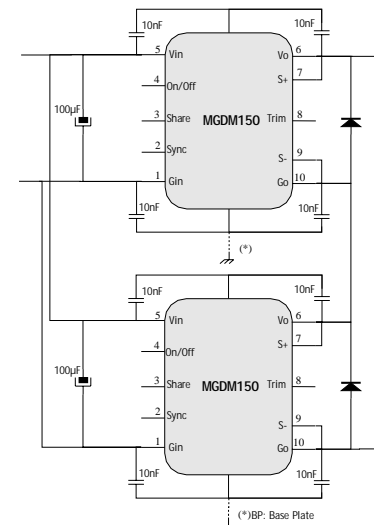 10nF 10nF
5 Vin Vo 6
S+ 7
4 On/Off
100µF
3 Share MGDM150 Trim 8
2 Sync
S- 9
1 Gin Go 10
10nF 10nF
(*)
10nF 10nF
5 Vin Vo 6
S+ 7
4 On/Off
100µF
3 Share MGDM150 Trim 8
2 Sync
S- 9
1 Gin Go 10
10nF 10nF
(*)BP: Base Plate